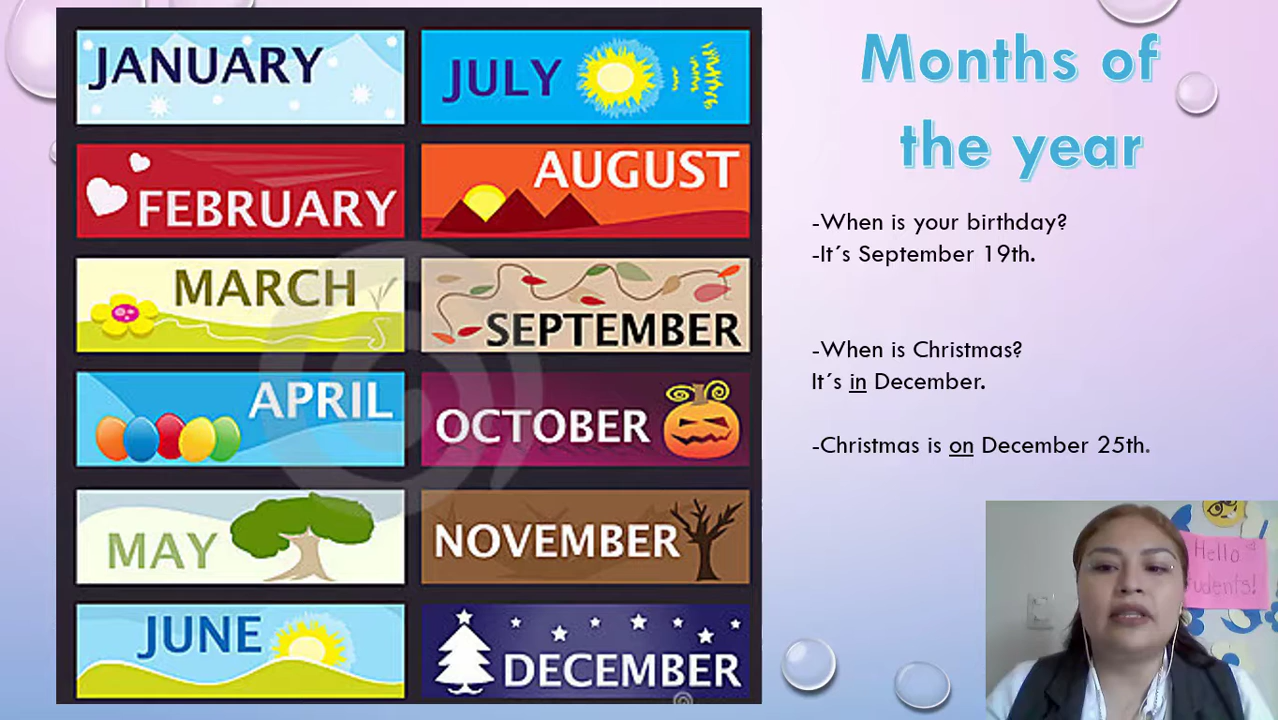 JANUARY
FEBRUARY
MARCH
APRIL
MAY
JUNE
JULY
AUGUST
SEPTEMBER
OCTOBER
NOVEMBER
DECEMBER
Months of
the year
-When is your birthday?
-It´s September 19th.
-When is Christmas?
It´s in December.
-Christmas is on December 25th.
Hello